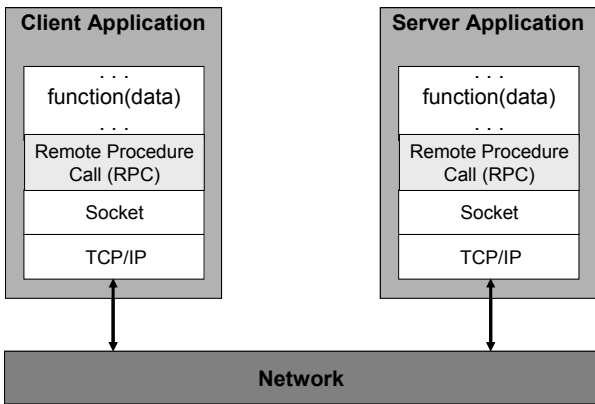 Client Application
. . .
function(data)
. . .
Remote Procedure
Call (RPC)
Socket
TCP/IP
Server Application
. . .
function(data)
. . .
Remote Procedure
Call (RPC)
Socket
TCP/IP
Network